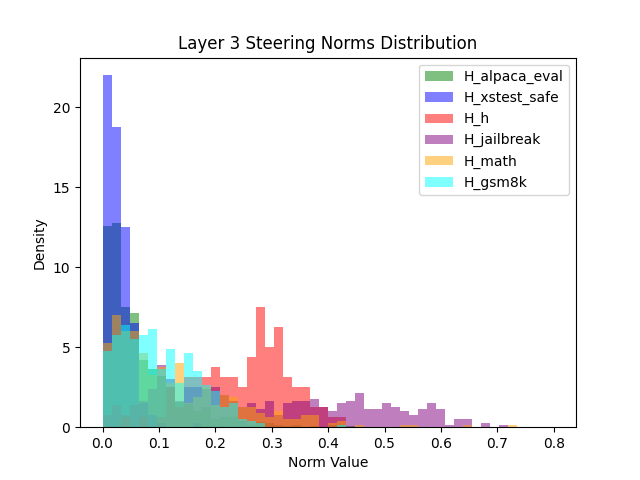 Layer 3 Steering Norms Distribution
H_alpaca_eval
H_xstest_safe
H_h
H_jailbreak
H_math
H_gsm8k
Density
20
15
10
5
0
0.0 0.1 0.2 0.3 0.4 0.5 0.6 0.7 0.8
Norm Value